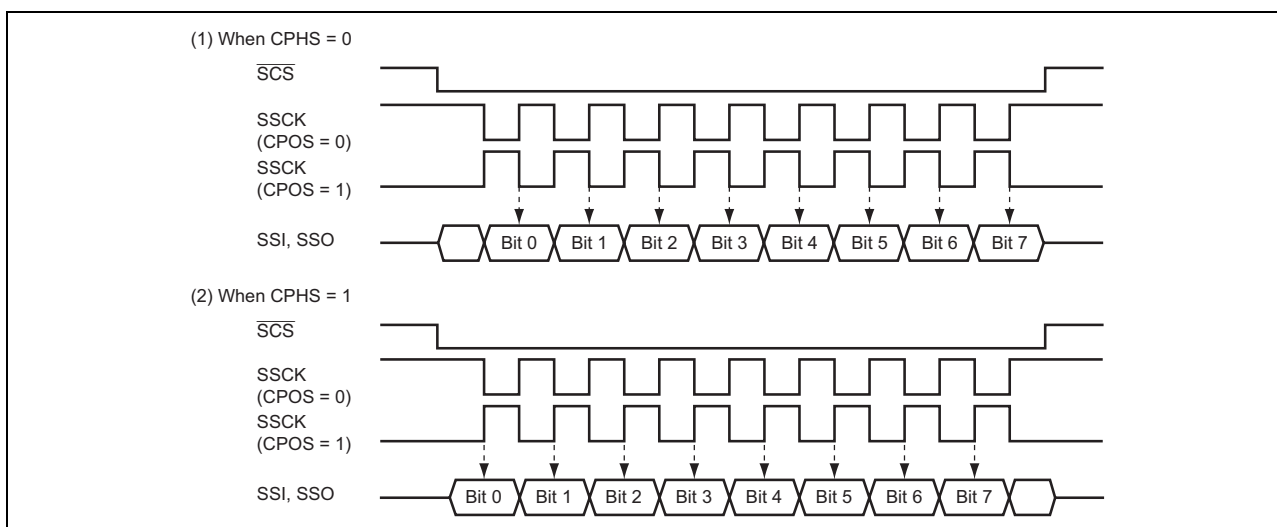 (1) When CPHS = 0
SCS
SSCK
(CPOS = 0)
SSCK
(CPOS = 1)
SSI, SSO
Bit 0 Bit 1 Bit 2 Bit 3 Bit 4 Bit 5 Bit 6 Bit 7
(2) When CPHS = 1
SCS
SSCK
(CPOS = 0)
SSCK
(CPOS = 1)
SSI, SSO
Bit 0 Bit 1 Bit 2 Bit 3 Bit 4 Bit 5 Bit 6 Bit 7